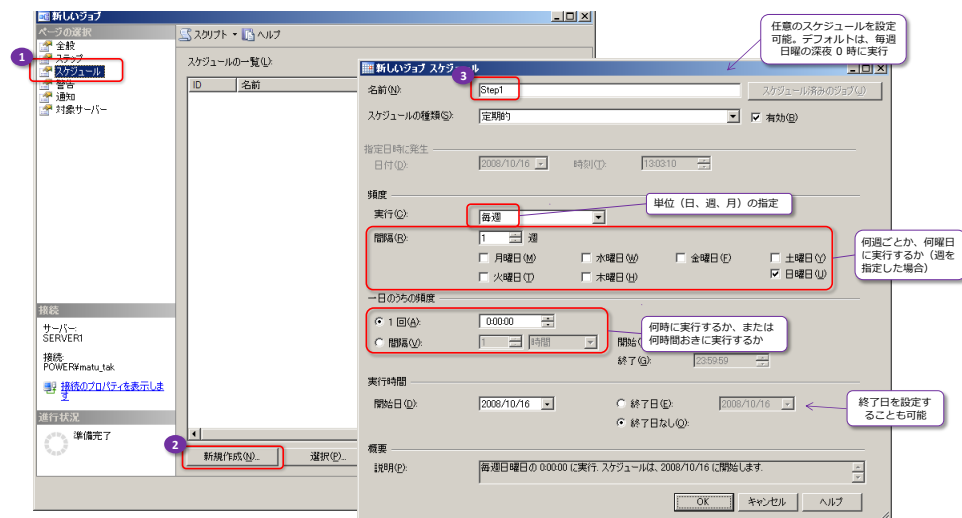 新しいジョブ
ページの選択
全般
ステップ
スケジュール
警告
通知
対象サーバー
1
スクリプト
ヘルプ
スケジュールの一覧(L):
ID
名前
接続
サーバー:
SERVER1
接続:
POWER¥matu_tak
接続のプロパティを表示しま
す
進行状況
準備完了
2
新規作成(N)...
選択(P)...
任意のスケジュールを設定
可能。デフォルトは、毎週
日曜の深夜 0 時に実行
新しいジョブ スケジュール
3
名前(N):
Step1
スケジュール済みのジョブ(J)
スケジュールの種類(S):
定期的
有効(B)
指定日時に発生
日付(D):
2008/10/16
時刻(T):
13:03:10
頻度
実行(C):
毎週
単位（日、週、月）の指定
間隔(R):
1
週
月曜日(M)
水曜日(W)
金曜日(F)
土曜日(Y)
火曜日(T)
木曜日(H)
日曜日(U)
何週ごとか、何曜日
に実行するか（週を
指定した場合）
一日のうちの頻度
1 回(A):
0:00:00
間隔(V):
1
時間
開始(
終了(G):
23:59:59
何時に実行するか、または
何時間おきに実行するか
実行時間
開始日(D):
2008/10/16
終了日(E):
2008/10/16
終了日なし(O):
終了日を設定す
ることも可能
概要
説明(P):
毎週日曜日の 0:00:00 に実行. スケジュールは、2008/10/16 に開始します.
OK
キャンセル
ヘルプ